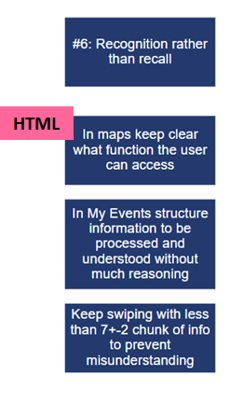 #6: Recognition rather
than recall
HTML
In maps keep clear
what function the user
can access
In My Events structure
information to be
processed and
understood without
much reasoning
Keep swiping with less
than 7+-2 chunk of info
to prevent
misunderstanding